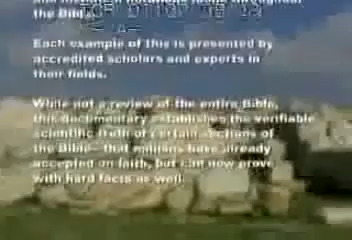 the Bible.
Each example of this is presented by
accredited scholars and experts in
their fields.
While not a review of the entire Bible,
this documentary establishes the verifiable
scientific truth of certain sections of
the Bible - that millions have already
accepted on faith, but can now prove
with hard facts as well.